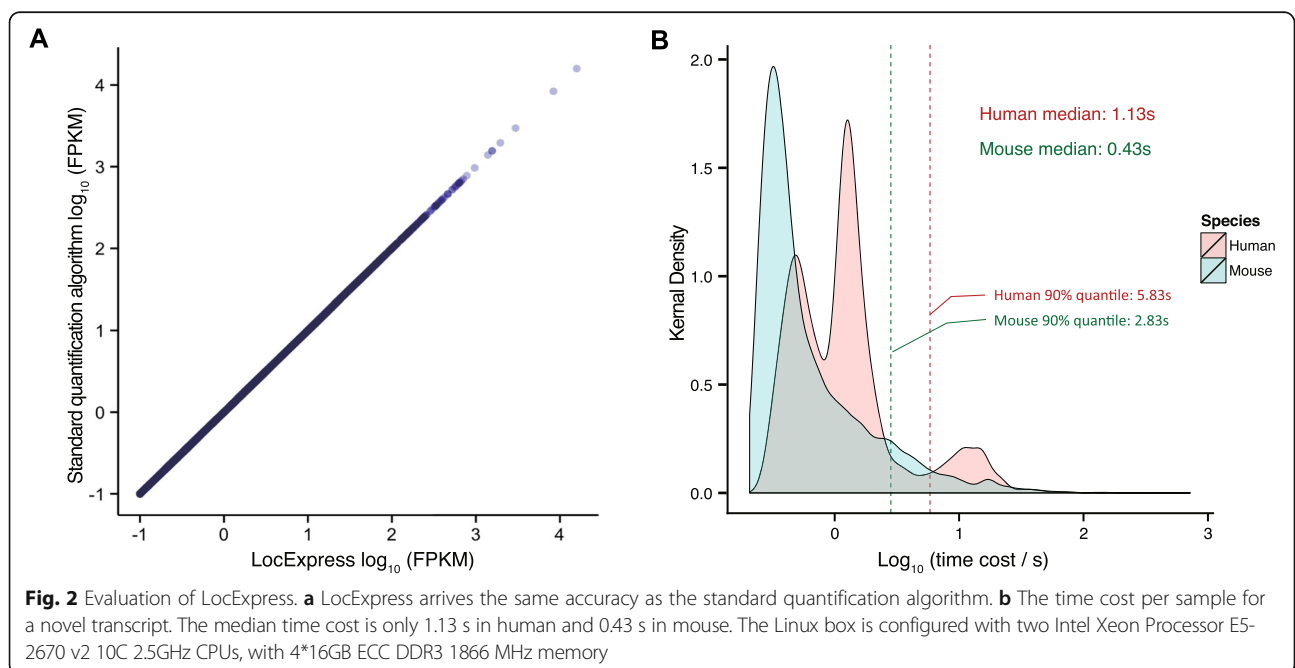 A
Standard quantification algorithm log10 (FPKM)
4
3
2
1
0
-1
-1 0 1 2 3 4
LocExpress log10 (FPKM)
B
Kernal Density
2.0
1.5
1.0
0.5
0.0
Human median: 1.13s
Mouse median: 0.43s
Human 90% quantile: 5.83s
Mouse 90% quantile: 2.83s
Species
Human
Mouse
0 1 2 3
Log10 (time cost / s)
Fig. 2 Evaluation of LocExpress. a LocExpress arrives the same accuracy as the standard quantification algorithm. b The time cost per sample for
a novel transcript. The median time cost is only 1.13 s in human and 0.43 s in mouse. The Linux box is configured with two Intel Xeon Processor E5-
2670 v2 10C 2.5GHz CPUs, with 4*16GB ECC DDR3 1866 MHz memory